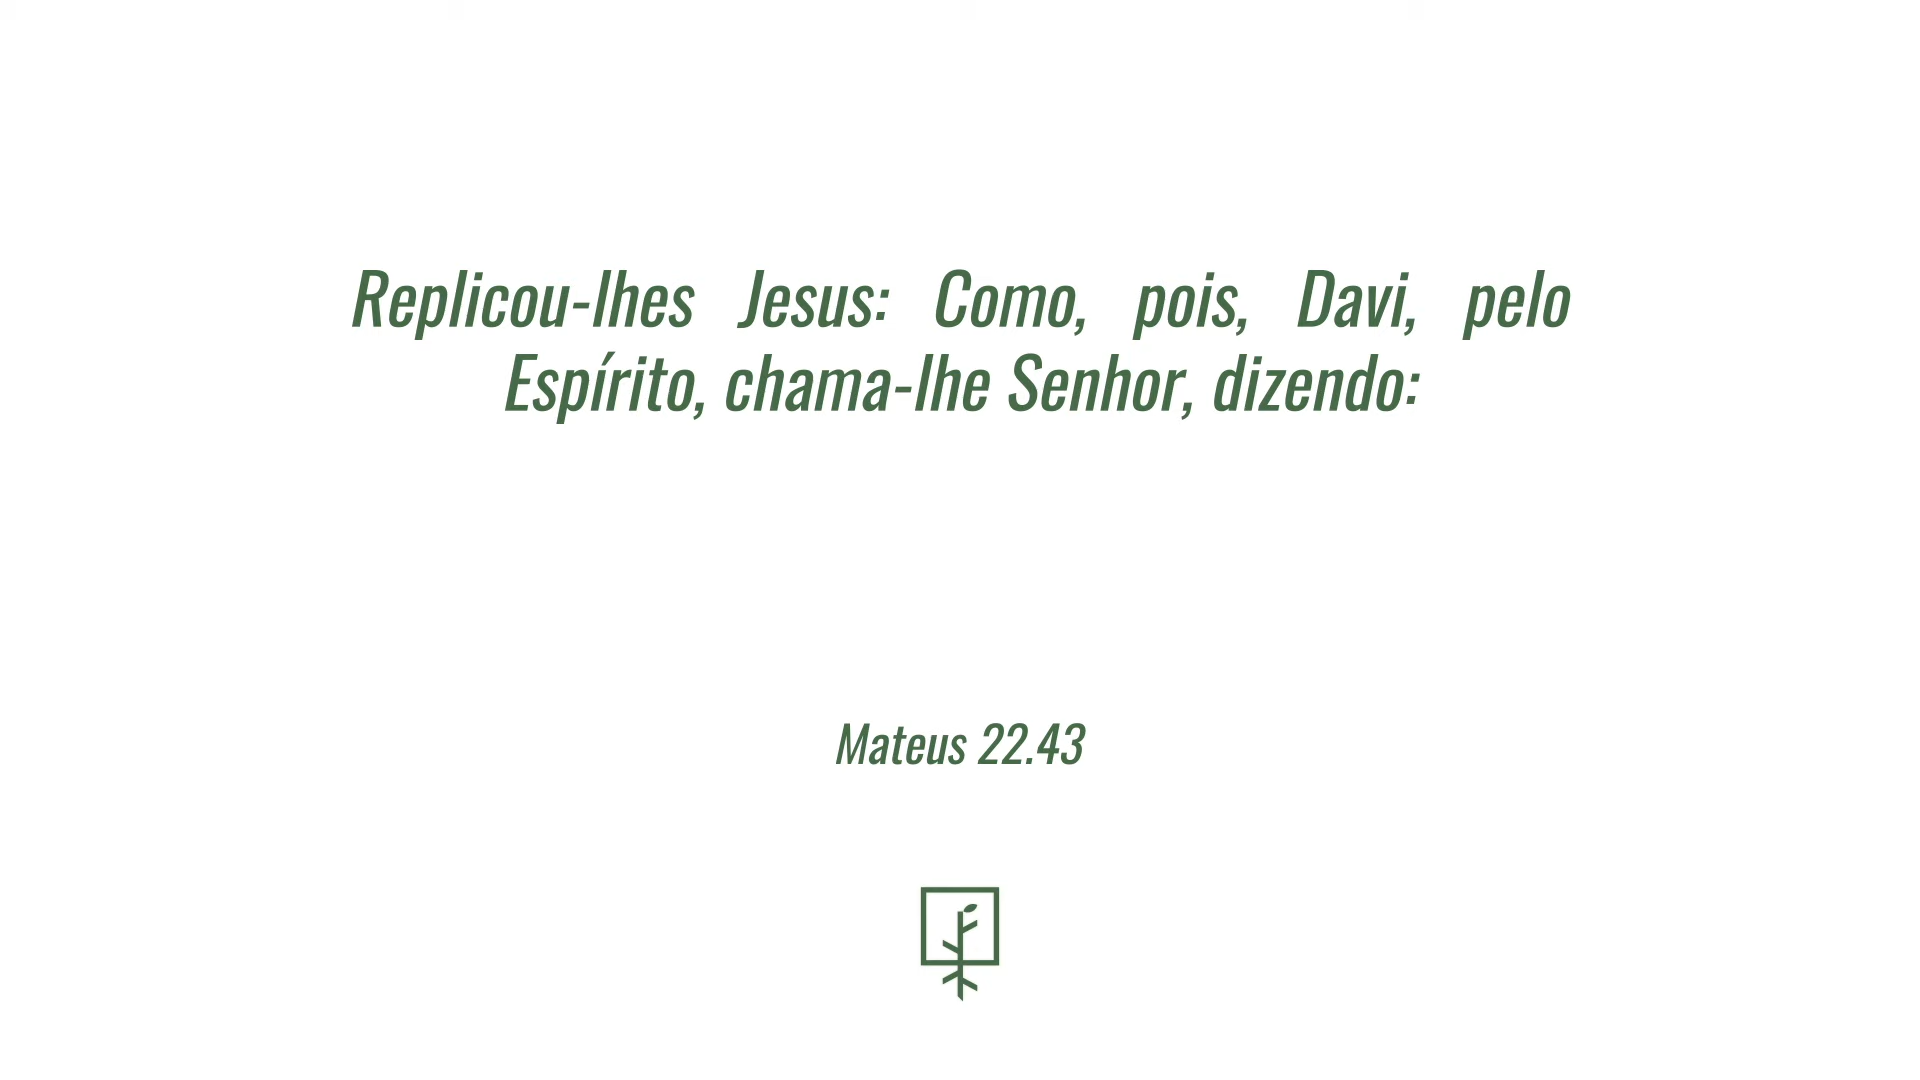 Replicou-lhes Jesus: Como, pois, Davi, pelo
Espírito, chama-lhe Senhor, dizendo:
Mateus 22.43